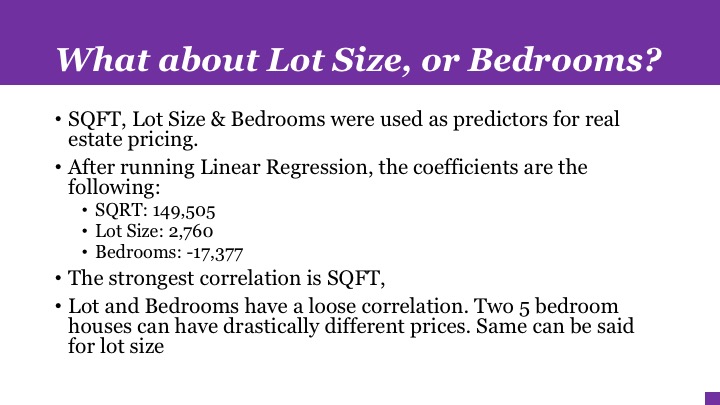 What about Lot Size, or Bedrooms?
• SQFT, Lot Size & Bedrooms were used as predictors for real
estate pricing.
• After running Linear Regression, the coefficients are the
following:
• SQRT: 149,505
• Lot Size: 2,760
• Bedrooms: -17,377
• The strongest correlation is SQFT,
• Lot and Bedrooms have a loose correlation. Two 5 bedroom
houses can have drastically different prices. Same can be said
for lot size